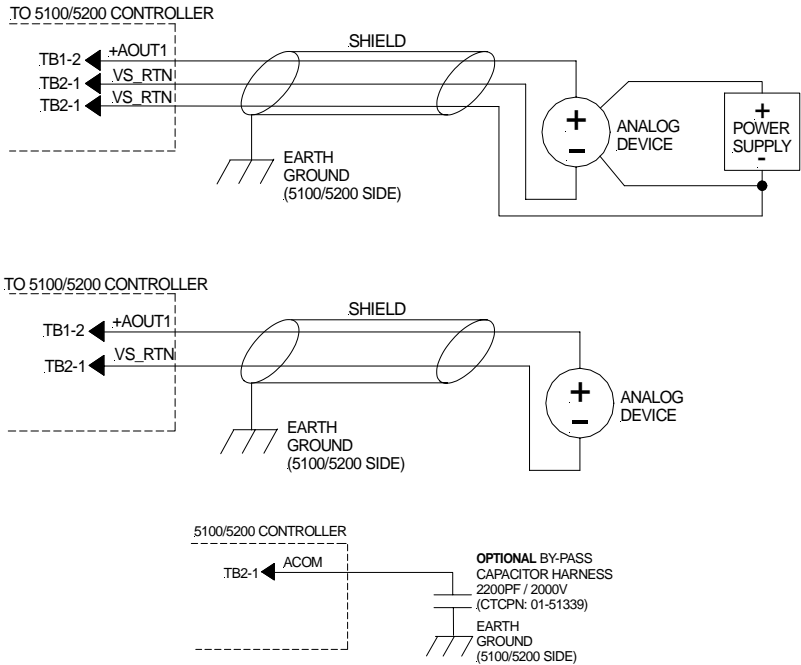 TO 5100/5200 CONTROLLER
SHIELD
TB1-2 +AOUT1
TB2-1 VS_RTN
TB2-1 VS_RTN
+
-
ANALOG
DEVICE
+
POWER
SUPPLY
-
EARTH
GROUND
(5100/5200 SIDE)
TO 5100/5200 CONTROLLER
SHIELD
TB1-2 +AOUT1
TB2-1 VS_RTN
+
-
ANALOG
DEVICE
EARTH
GROUND
(5100/5200 SIDE)
5100/5200 CONTROLLER
TB2-1 ACOM
OPTIONAL BY-PASS
CAPACITOR HARNESS
2200PF / 2000V
(CTCPN: 01-51339)
EARTH
GROUND
(5100/5200 SIDE)